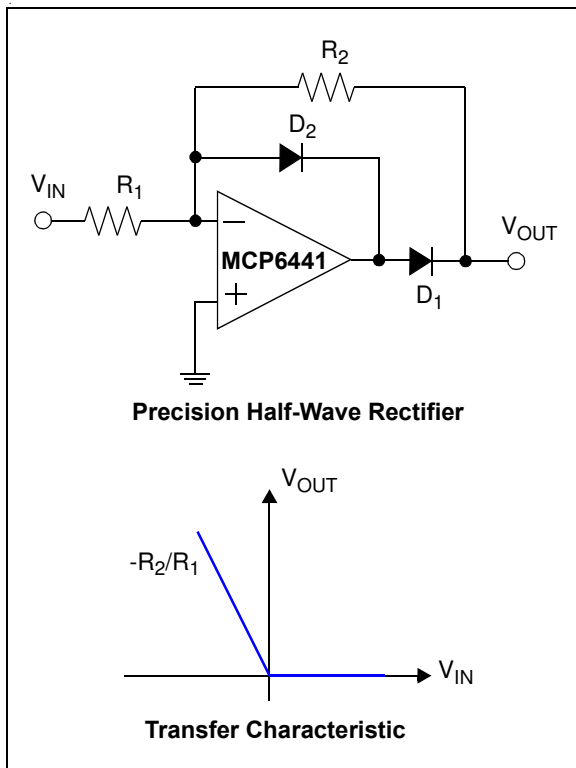 R2
D2
VIN
R1
VOUT
−
MCP6441
+
D1
Precision Half-Wave Rectifier
VOUT
-R2/R1
VIN
Transfer Characteristic